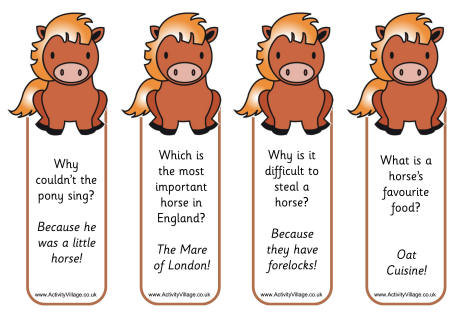 Why
couldn't the
pony sing?
Because he
was a little
horse!
www.ActivityVillage.co.uk
Which is
the most
important
horse in
England?
The Mare
of London!
www.ActivityVillage.co.uk
Why is it
difficult to
steal a
horse?
Because
they have
forelocks!
www.ActivityVillage.co.uk
What is a
horse's
favourite
food?
Oat
Cuisine!
www.ActivityVillage.co.uk